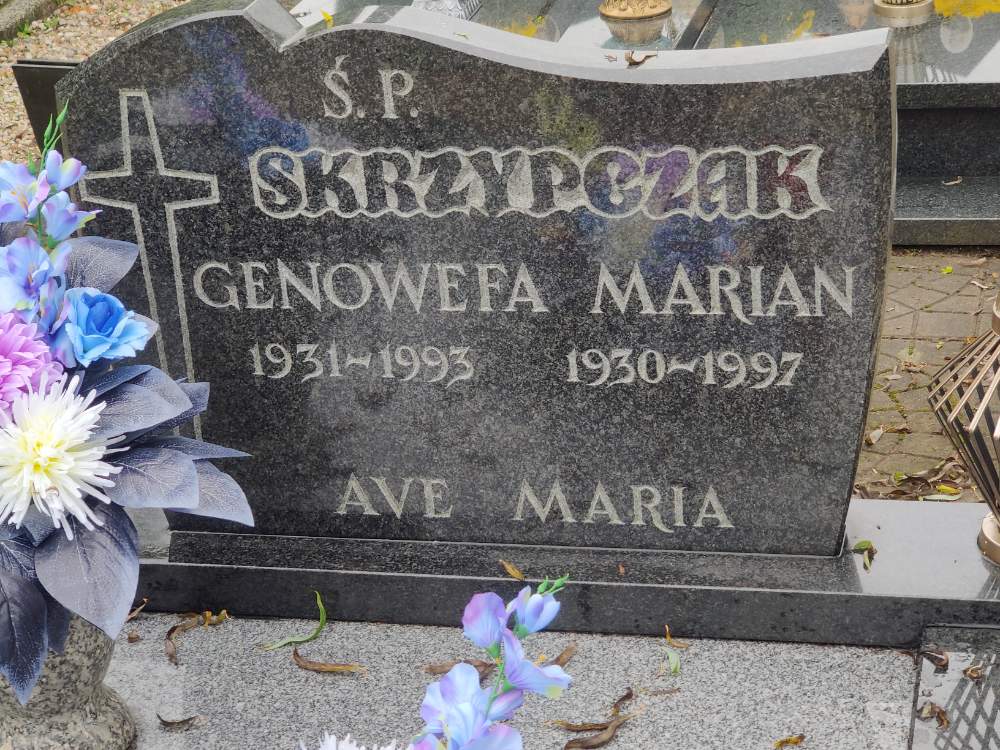 Ś. P.
SKRZYPCZAK
GENOWEFA MARIAN
1931~1993 1930~1997
AVE MARIA